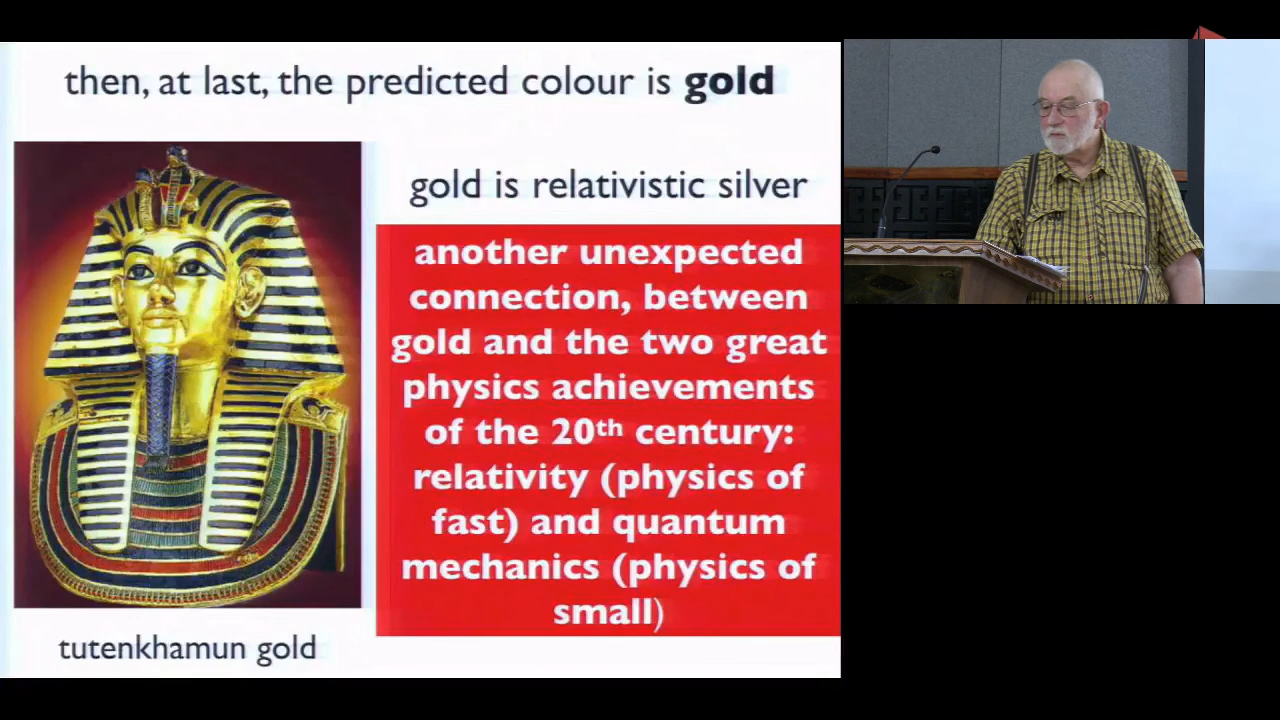 then, at last, the predicted colour is gold
gold is relativistic silver
another unexpected
connection, between
gold and the two great
physics achievements
of the 20th century:
relativity (physics of
fast) and quantum
mechanics (physics of
small)
tutenkhamun gold